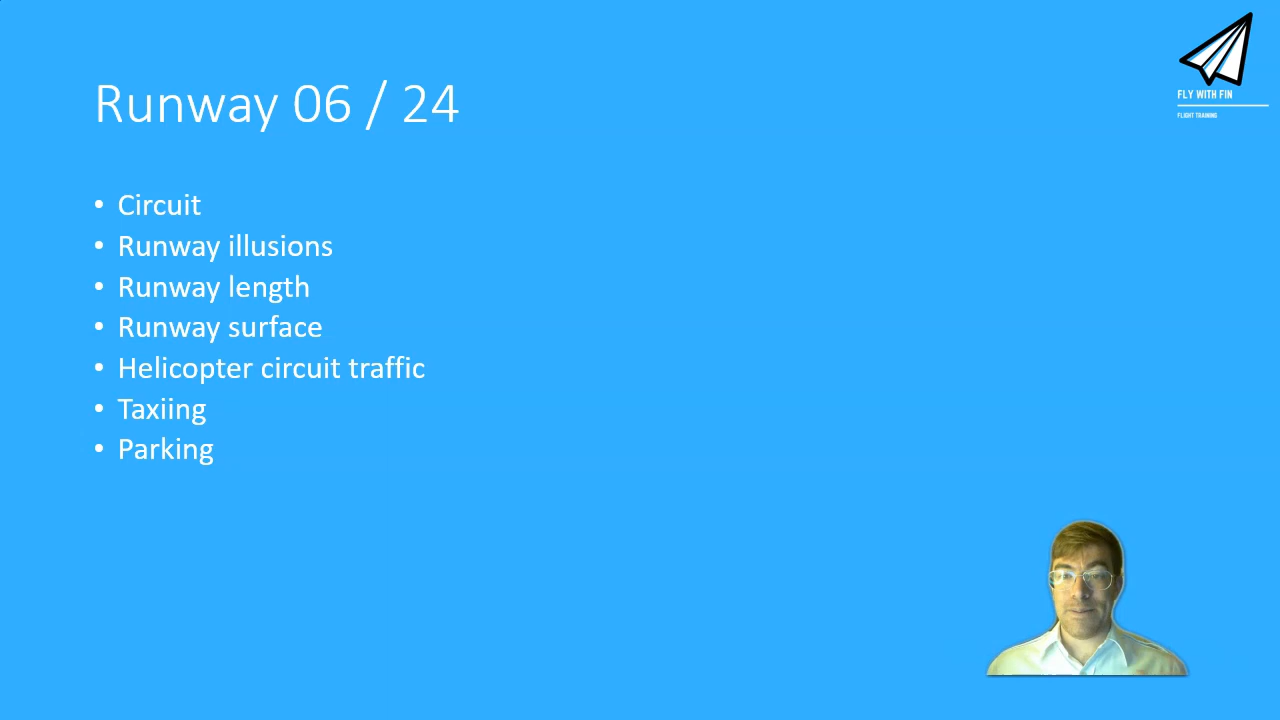 Runway 06 / 24
FLY WITH FIN
FLIGHT TRAINING
• Circuit
• Runway illusions
• Runway length
• Runway surface
• Helicopter circuit traffic
• Taxiing
• Parking